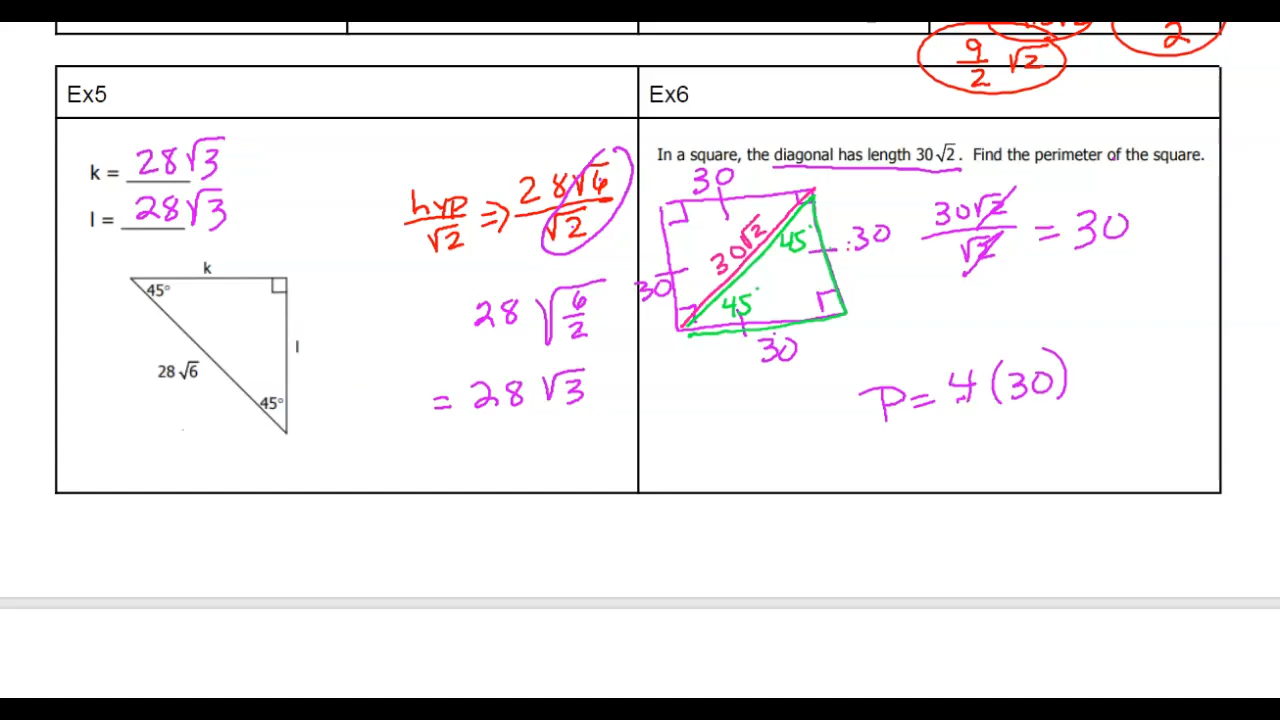 9/2 √2
2
Ex5
k = 28√3
l = 28√3
hyp/√2 => 28√6/√2
28 √(6/2)
= 28 √3
k
45°
l
28√6
45°
Ex6
In a square, the diagonal has length 30√2. Find the perimeter of the square.
30
30√2
45°
30
30
45°
30
30√2/√2 = 30
P = 4 (30)